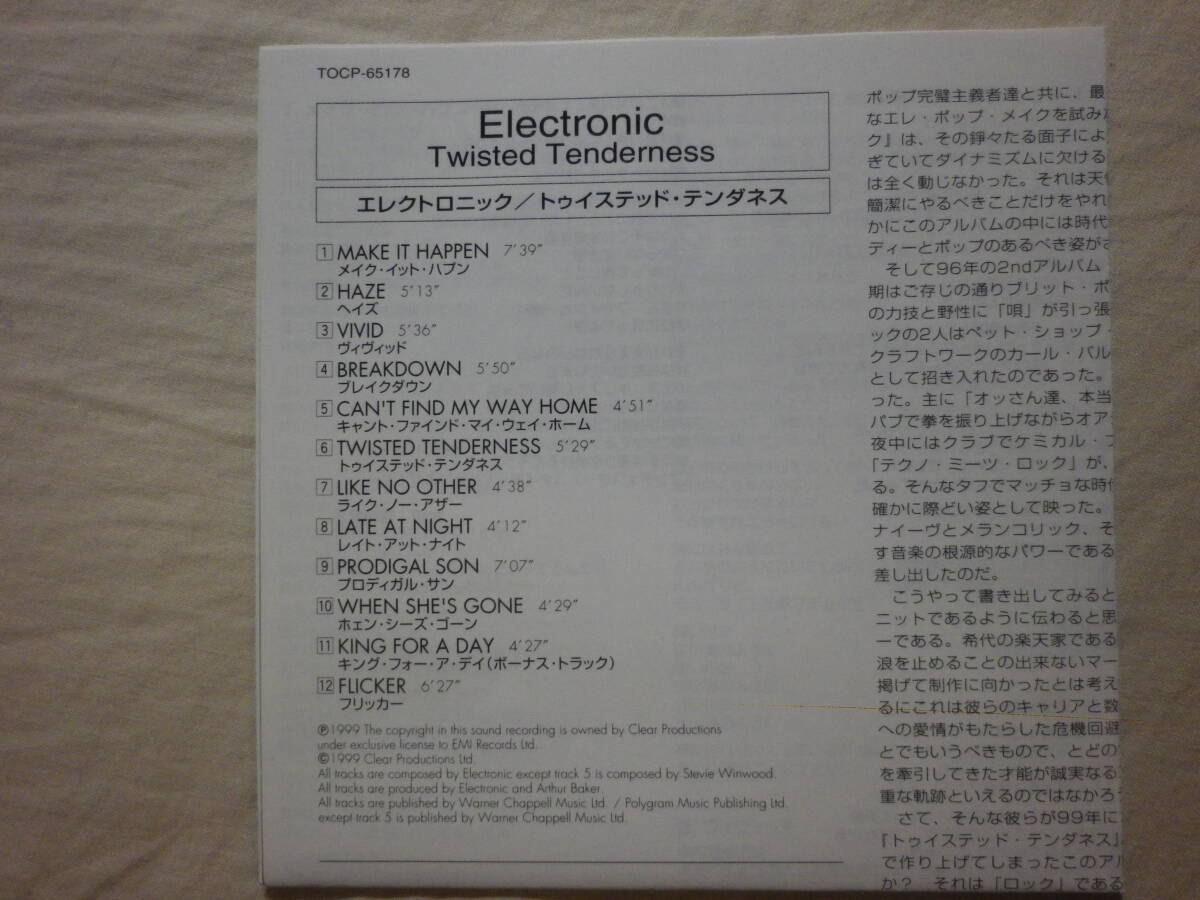 TOCP-65178
Electronic
Twisted Tenderness
エレクトロニック／トゥイステッド・テンダネス
1 MAKE IT HAPPEN 7'39"
メイク・イット・ハプン
2 HAZE 5'13"
ヘイズ
3 VIVID 5'36"
ヴィヴィッド
4 BREAKDOWN 5'50"
ブレイクダウン
5 CAN'T FIND MY WAY HOME 4'51"
キャント・ファインド・マイ・ウェイ・ホーム
6 TWISTED TENDERNESS 5'29"
トゥイステッド・テンダネス
7 LIKE NO OTHER 4'38"
ライク・ノー・アザー
8 LATE AT NIGHT 4'12"
レイト・アット・ナイト
9 PRODIGAL SON 7'07"
プロディガル・サン
10 WHEN SHE'S GONE 4'29"
ホェン・シーズ・ゴーン
11 KING FOR A DAY 4'27"
キング・フォー・ア・デイ(ボーナス・トラック)
12 FLICKER 6'27"
フリッカー
Ⓟ1999 The copyright in this sound recording is owned by Clear Productions
under exclusive license to EMI Records Ltd.
©1999 Clear Productions Ltd.
All tracks are composed by Electronic except track 5 is composed by Stevie Winwood.
All tracks are produced by Electronic and Arthur Baker.
All tracks are published by Warner Chappell Music Ltd. / Polygram Music Publishing Ltd.
except track 5 is published by Warner Chappell Music Ltd.
ポップ完璧主義者達と共に、最
なエレ・ポップ・メイクを試みた
ク』は、その錚々たる面子によ
ぎていてダイナミズムに欠ける
は全く動じなかった。それは天
簡潔にやるべきことだけをやれ
かにこのアルバムの中には時代
ディーとポップのあるべき姿が
そして96年の2ndアルバム
期はご存じの通りブリット・ポ
の力技と野性に「唄」が引っ張
ックの2人はペット・ショップ・
クラフトワークのカール・バル
として招き入れたのであった。
った。主に「オッさん達、本当
パブで拳を振り上げながらオア
夜中にはクラブでケミカル・ブ
「テクノ・ミーツ・ロック」が、
る。そんなタフでマッチョな時
確かに際どい姿として映った。
ナイーヴとメランコリック、そ
す音楽の根源的なパワーである
差し出したのだ。
こうやって書き出してみると
ニットであるように伝わると思
ーである。希代の楽天家である
浪を止めることの出来ないマー
掲げて制作に向かったとは考え
るにこれは彼らのキャリアと数
への愛情がもたらした危機回避
とでもいうべきもので、とどの
を牽引してきた才能が誠実なる
重な軌跡といえるのではなかろ
さて、そんな彼らが99年に
『トゥイステッド・テンダネス』
で作り上げてしまったこのアル
か？ それは「ロック」である